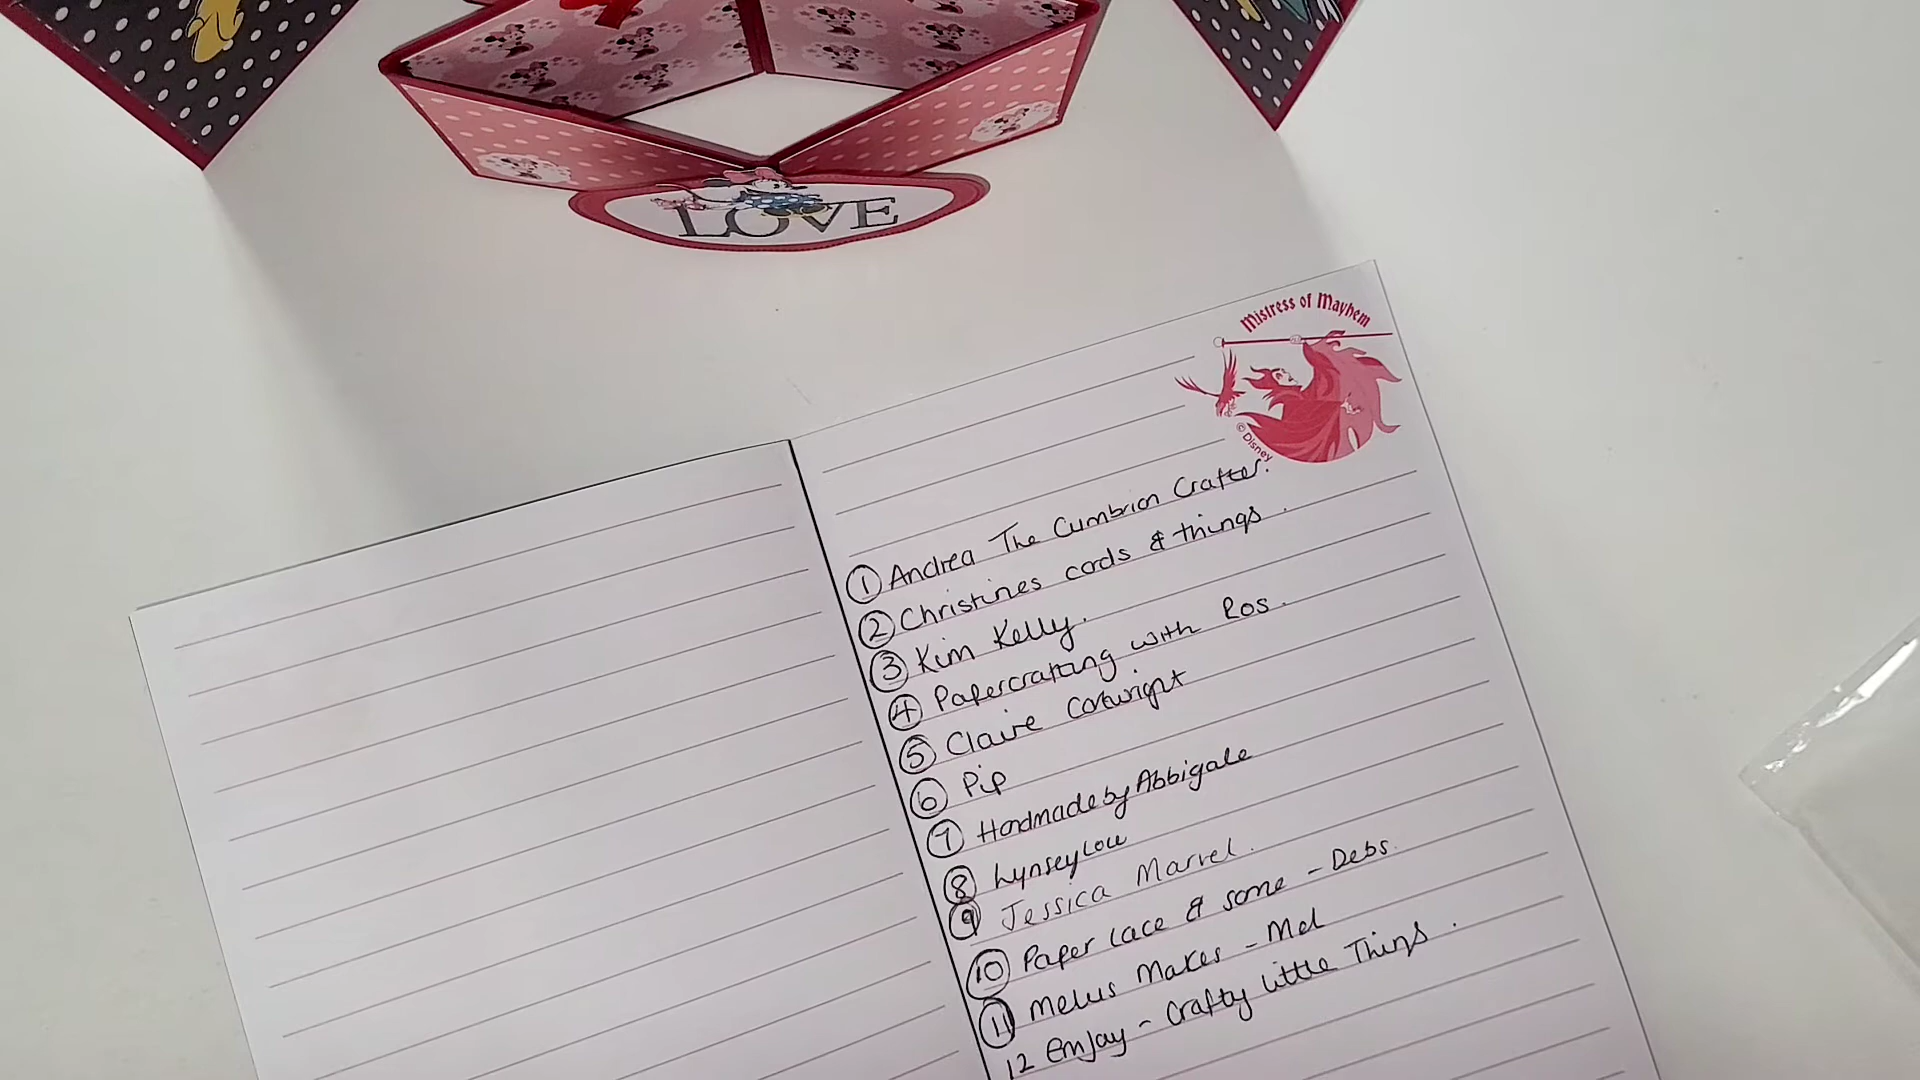 LOVE
Mistress of Mayhem
© Disney
① Andrea The Cumbrian Crafter.
② Christines cards & things.
③ Kim Kelly.
④ Papercrafting with Ros.
⑤ Claire Cartwright
⑥ Pip
⑦ Handmade by Abbigale
⑧ Lynseylou
⑨ Jessica Marvel.
⑩ Paper lace & some - Debs.
⑪ Melus Makes - Mel
12 Emjay - Crafty Little Things.